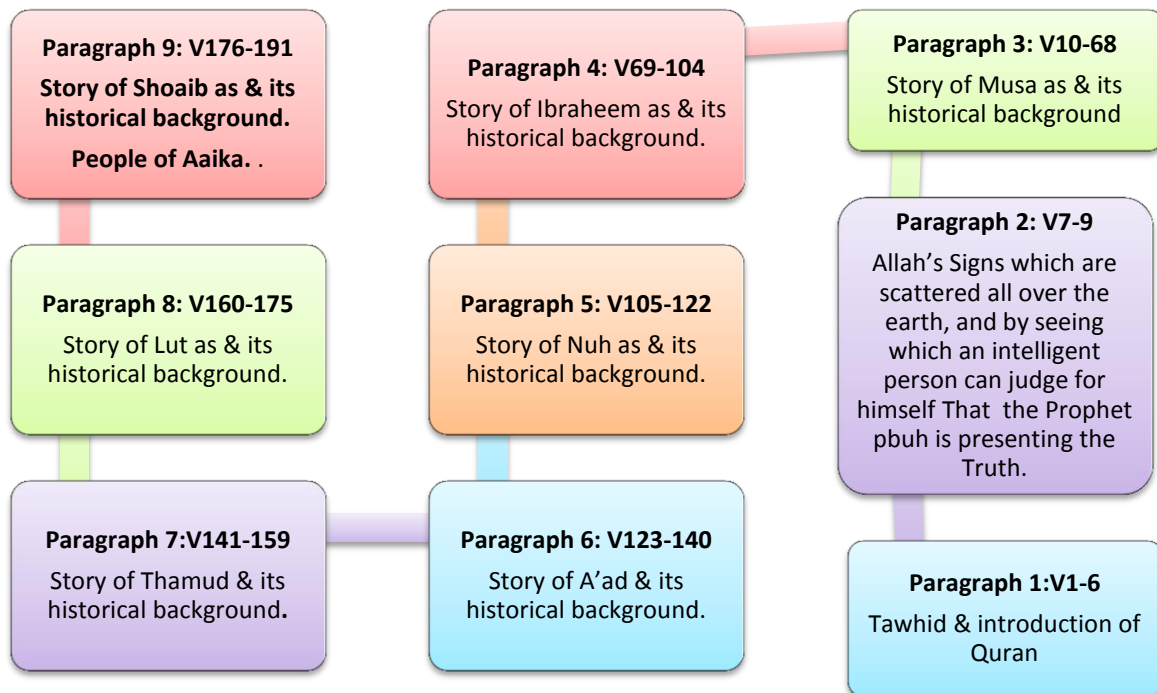 Paragraph 9: V176-191
Story of Shoaib as & its
historical background.
People of Aaika. .
Paragraph 4: V69-104
Story of Ibraheem as & its
historical background.
Paragraph 3: V10-68
Story of Musa as & its
historical background
Paragraph 2: V7-9
Allah’s Signs which are
scattered all over the
earth, and by seeing
which an intelligent
person can judge for
himself That the Prophet
pbuh is presenting the
Truth.
Paragraph 8: V160-175
Story of Lut as & its
historical background.
Paragraph 5: V105-122
Story of Nuh as & its
historical background.
Paragraph 7:V141-159
Story of Thamud & its
historical background.
Paragraph 6: V123-140
Story of A’ad & its
historical background.
Paragraph 1:V1-6
Tawhid & introduction of
Quran